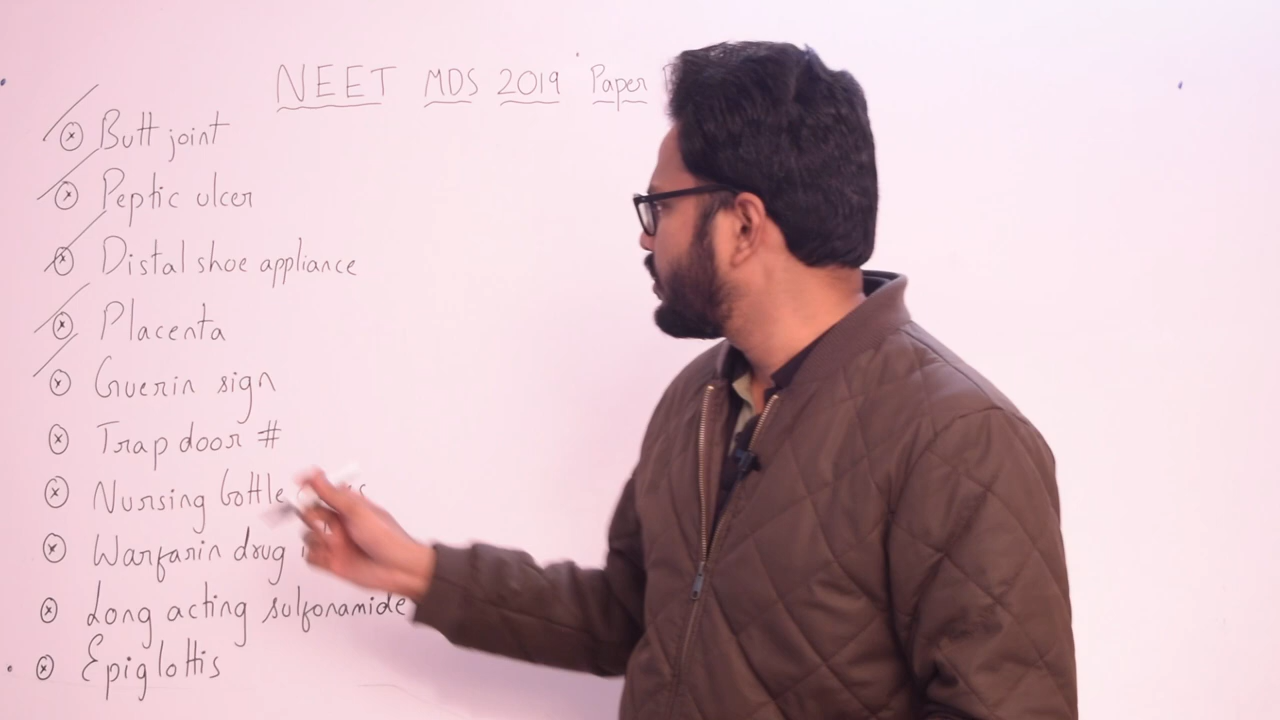 NEET MDS 2019 Paper
Butt joint
Peptic ulcer
Distal shoe appliance
Placenta
Guerin sign
Trap door #
Nursing bottle
Warfarin drug
Long acting sulfonamide
Epiglottis